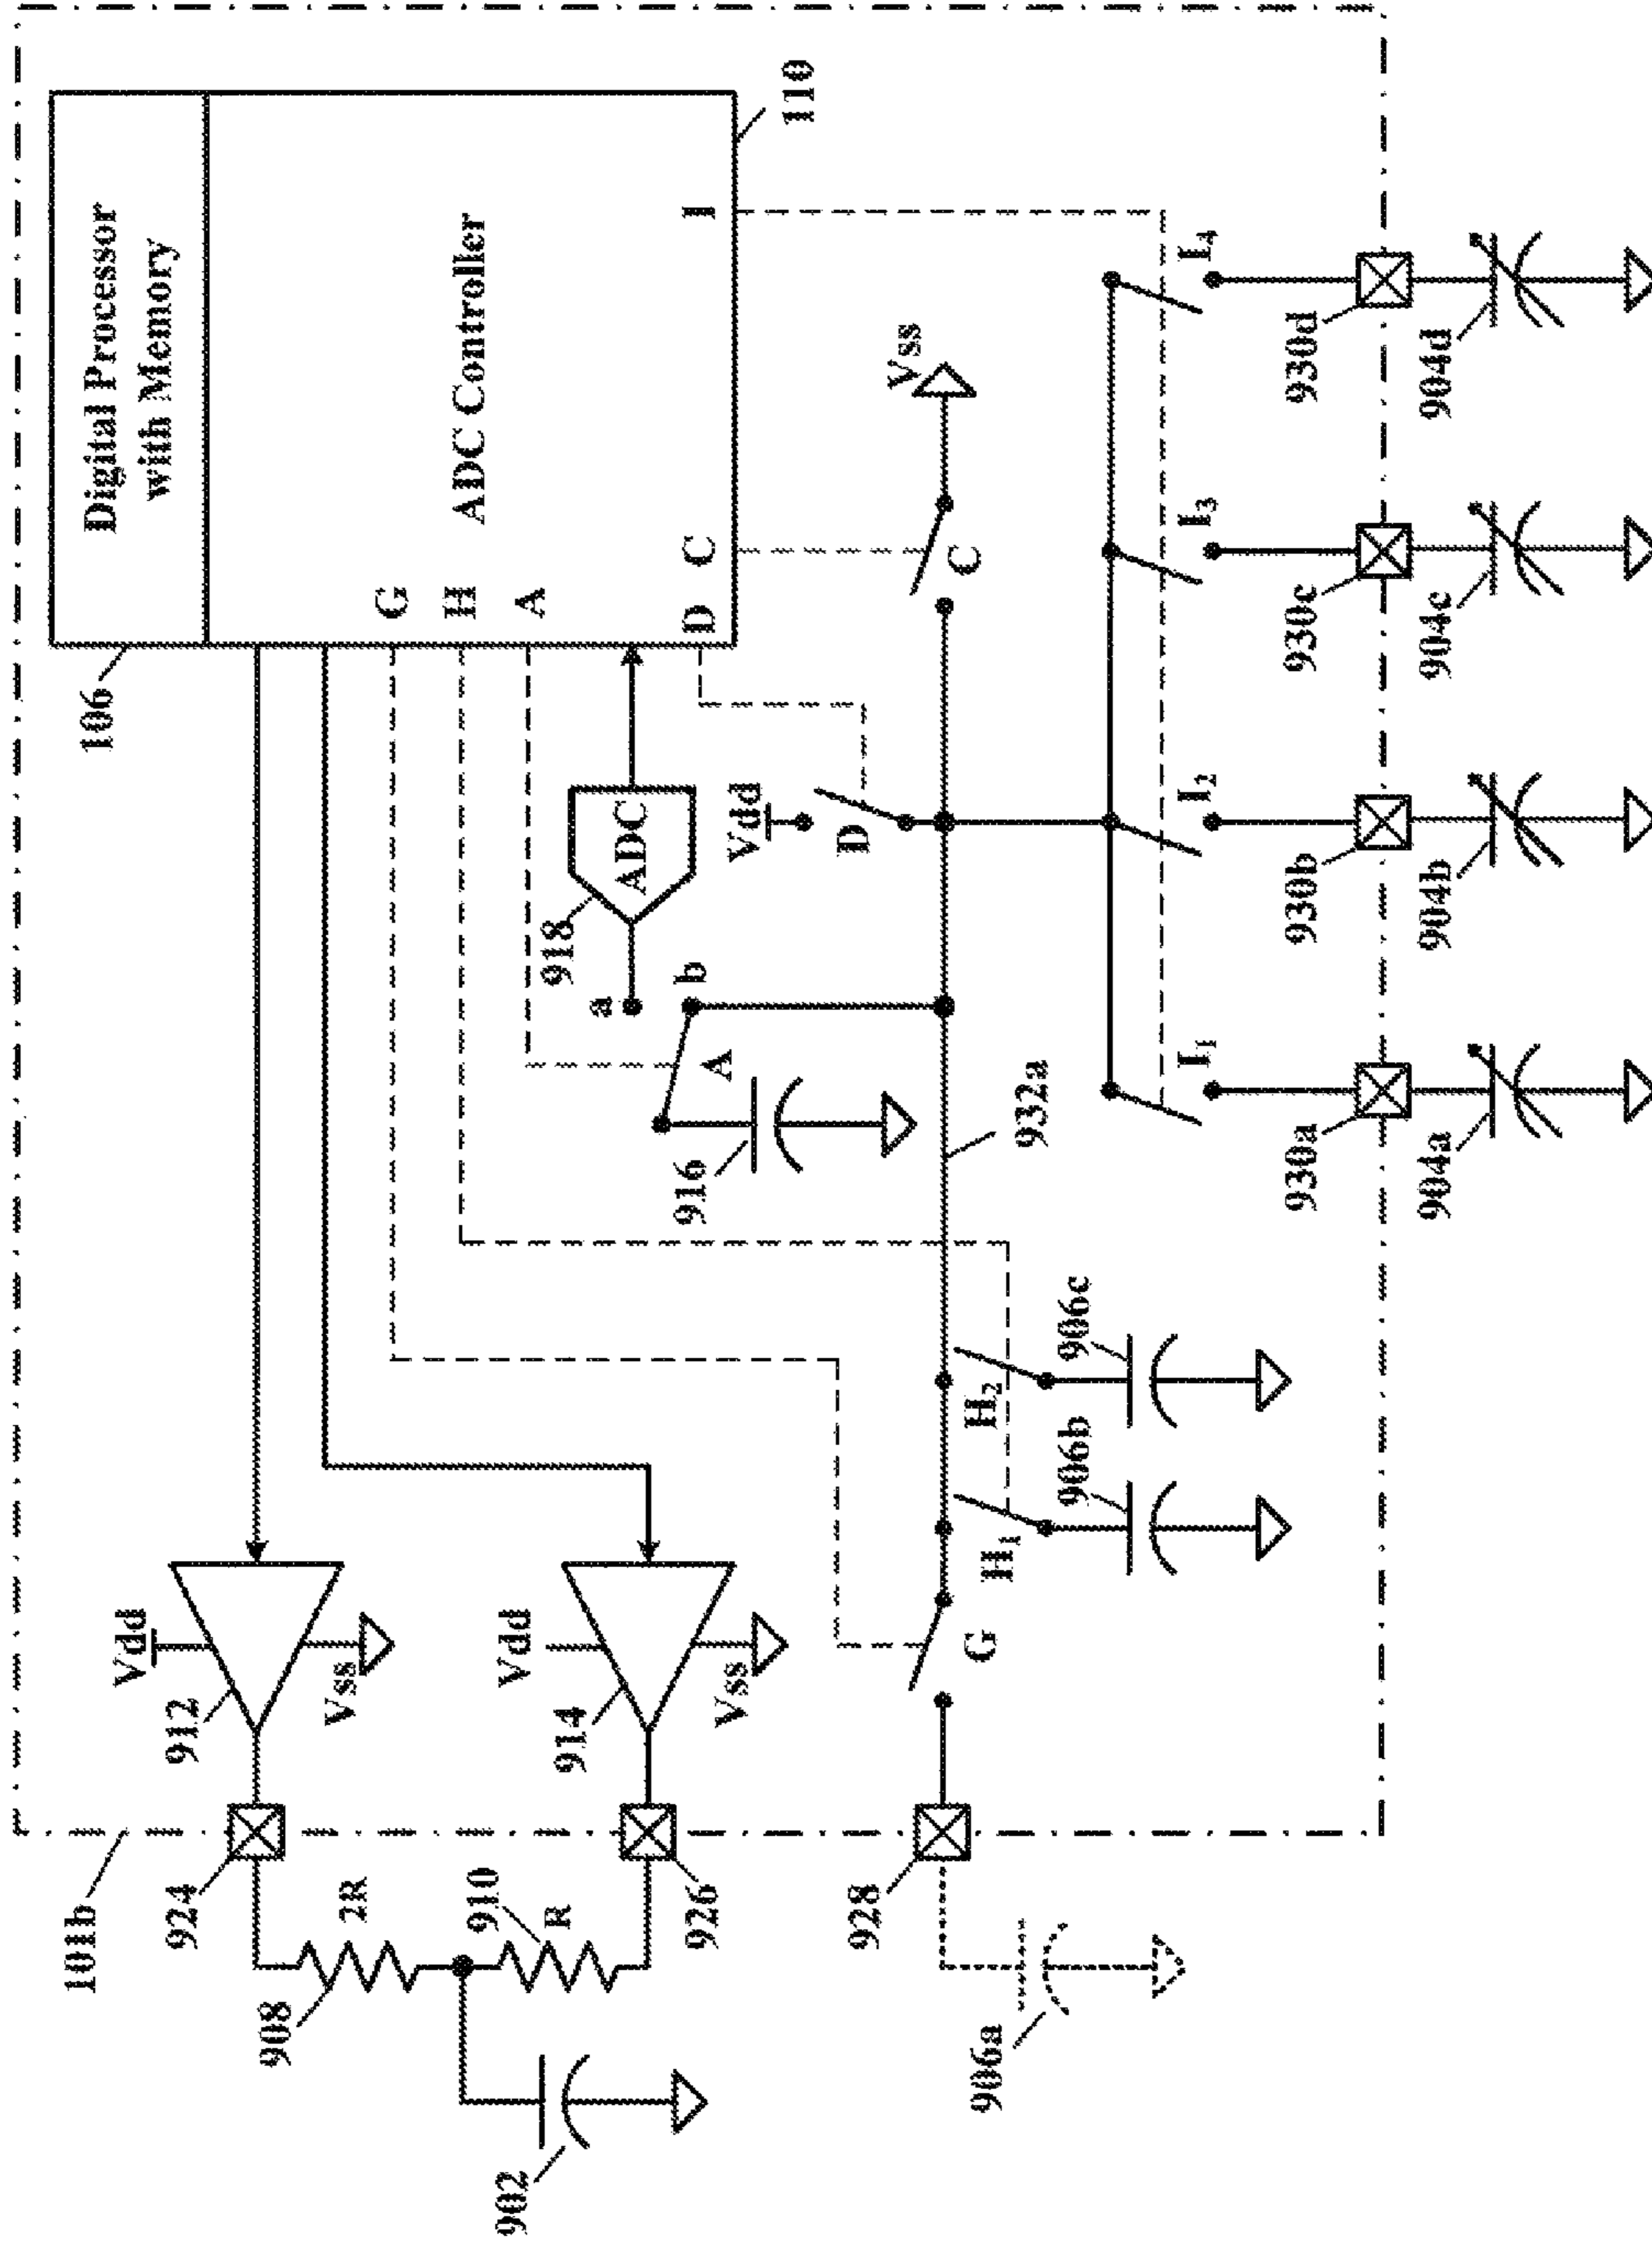 101b
106
Digital Processor
with Memory
ADC Controller
110
G
H
A
D
C
I
Vdd
912
Vss
924
908
2R
902
910
R
Vdd
914
Vss
926
918
ADC
a
b
A
916
Vdd
D
Vss
C
928
906a
G
H1
H2
906b
906c
932a
I1
I2
I3
I4
930a
930b
930c
930d
904a
904b
904c
904d